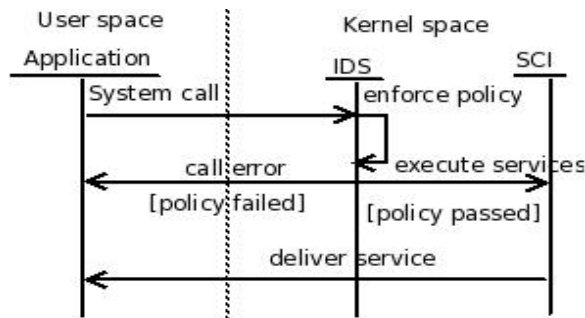 User space
Kernel space
Application
IDS
SCI
System call
enforce policy
call error
execute services
[policy failed]
[policy passed]
deliver service